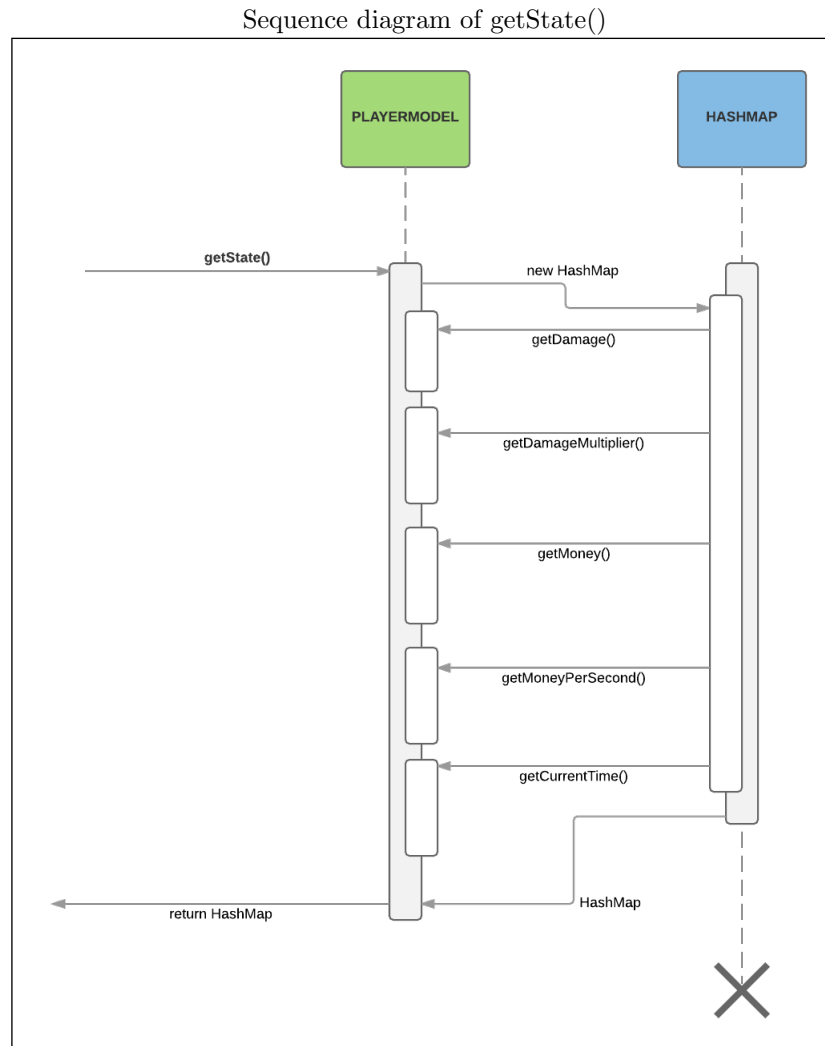 Sequence diagram of getState()
PLAYERMODEL
HASHMAP
getState()
new HashMap
getDamage()
getDamageMultiplier()
getMoney()
getMoneyPerSecond()
getCurrentTime()
HashMap
return HashMap